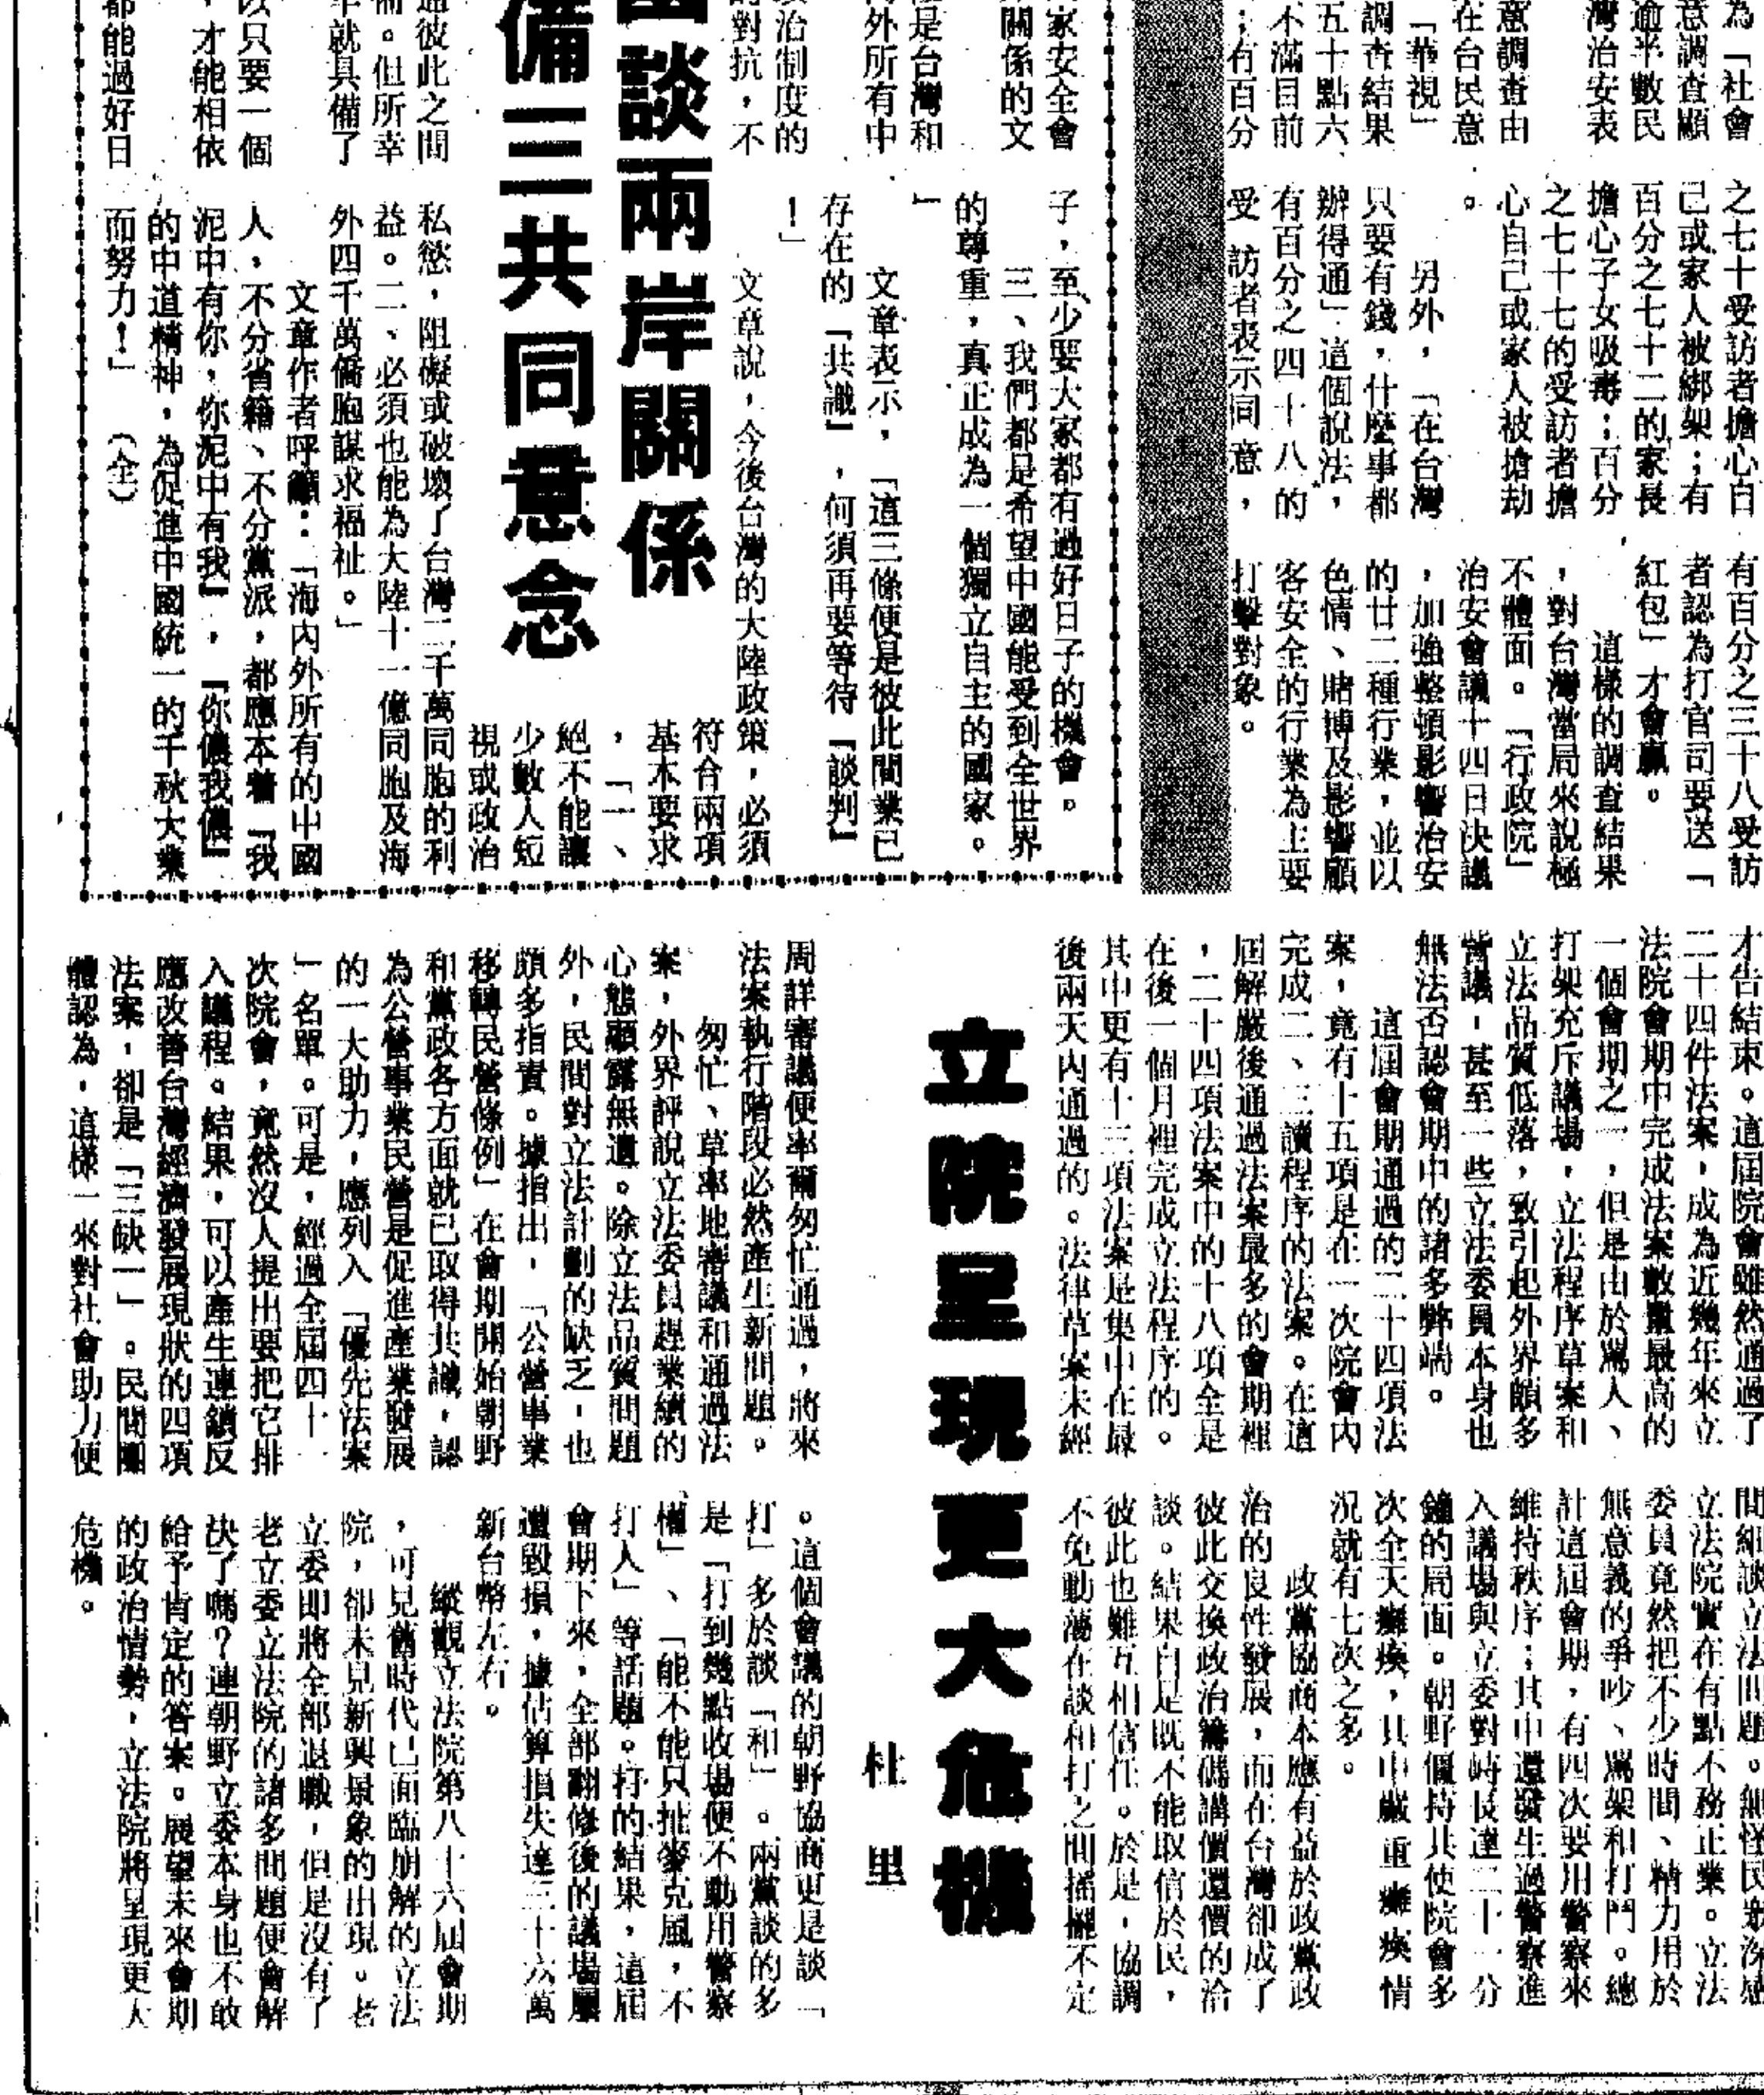 為「社會
意調查顯
逾半數民
灣治安表
意調查由
在台民意
「華視」
調查結果
五十點六
不滿目前
；有百分
之七十受訪者擔心自
己或家人被綁架；有
百分之七十二的家長
擔心子女吸毒；百分
之七十七的受訪者擔
心自己或家人被搶劫
。
另外，「在台灣
只要有錢，什麼事都
辦得通」這個說法，
有百分之四十八的
受訪者表示同意，
有百分之三十八受訪
者認為打官司要送「
紅包」才會贏。
這樣的調查結果
，對台灣當局來說極
不體面。「行政院」
治安會議十四日決議
，加強整頓影響治安
的廿二種行業，並以
色情、賭博及影響顧
客安全的行業為主要
打擊對象。
談兩岸關係
備三共同意念
家安全會
關係的文
是台灣和
外所有中
治制度的
對抗，不
子，至少要大家都有過好日子的機會。
三、我們都是希望中國能受到全世界
的尊重，真正成為一個獨立自主的國家。
」
文章表示，「這三條便是彼此間業已
存在的『共識』，何須再要等待『談判』
！」
文章說，今後台灣的大陸政策，必須
符合兩項
基本要求
，「一、
絕不能讓
少數人短
視或政治
彼此之間
。但所幸
就具備了
以只要一個
，才能相依
都能過好日
私慾，阻礙或破壞了台灣二千萬同胞的利
益。二、必須也能為大陸十一億同胞及海
外四千萬僑胞謀求福祉。」
文章作者呼籲：「海內外所有的中國
人，不分省籍、不分黨派，都應本着『我
泥中有你，你泥中有我』，『你儂我儂』
的中道精神，為促進中國統一的千秋大業
而努力！」（全）
立院呈現更大危機
杜里
才告結束。這屆院會雖然通過了
二十四件法案，成為近幾年來立
法院會期中完成法案數量最高的
一個會期之一，但是由於罵人、
打架充斥議場，立法程序草案和
立法品質低落，致引起外界頗多
訾議，甚至一些立法委員本身也
無法否認會期中的諸多弊端。
這屆會期通過的二十四項法
案，竟有十五項是在一次院會內
完成二、三讀程序的法案。在這
屆解嚴後通過法案最多的會期裡
，二十四項法案中的十八項全是
在後一個月裡完成立法程序的。
其中更有十三項法案是集中在最
後兩天內通過的。法律草案未經
周詳審議便率爾匆忙通過，將來
法案執行階段必然產生新問題。
匆忙、草率地審議和通過法
案，外界評說立法委員趕業績的
心態顯露無遺。除立法品質問題
外，民間對立法計劃的缺乏，也
頗多指責。據指出，「公營事業
移轉民營條例」在會期開始朝野
和黨政各方面就已取得共識，認
為公營事業民營是促進產業發展
的一大助力，應列入「優先法案
」名單。可是，經過全屆四十一
次院會，竟然沒人提出要把它排
入議程。結果，可以產生連鎖反
應改善台灣經濟發展現狀的四項
法案，卻是「三缺一」。民間團
體認為，這樣一來對社會助力便
間細談立法問題。無怪民眾深感
立法院實在有點不務正業。立法
委員竟然把不少時間、精力用於
無意義的爭吵、罵架和打鬥。總
計這屆會期，有四次要用警察來
維持秩序；其中還發生過警察進
入議場與立委對峙長達二十一分
鐘的局面。朝野僵持共使院會多
次全天癱瘓，其中嚴重癱瘓情
況就有七次之多。
政黨協商本應有益於政黨政
治的良性發展，而在台灣卻成了
彼此交換政治籌碼講價還價的洽
談。結果自是既不能取信於民，
彼此也難互相信任。於是，協調
不免動蕩在談和打之間搖擺不定
。這個會議的朝野協商更是談「
打」多於談「和」。兩黨談的多
是「打到幾點收場便不動用警察
權」、「能不能只扯麥克風，不
打人」等話題。打的結果，這屆
會期下來，全部翻修後的議場屢
遭毀損，據估算損失達三十六萬
新台幣左右。
縱觀立法院第八十六屆會期
，可見舊時代已面臨崩解的立法
院，卻未見新興景象的出現。老
立委即將全部退職，但是沒有了
老立委立法院的諸多問題便會解
決了嗎？連朝野立委本身也不敢
給予肯定的答案。展望未來會期
的政治情勢，立法院將呈現更大
危機。